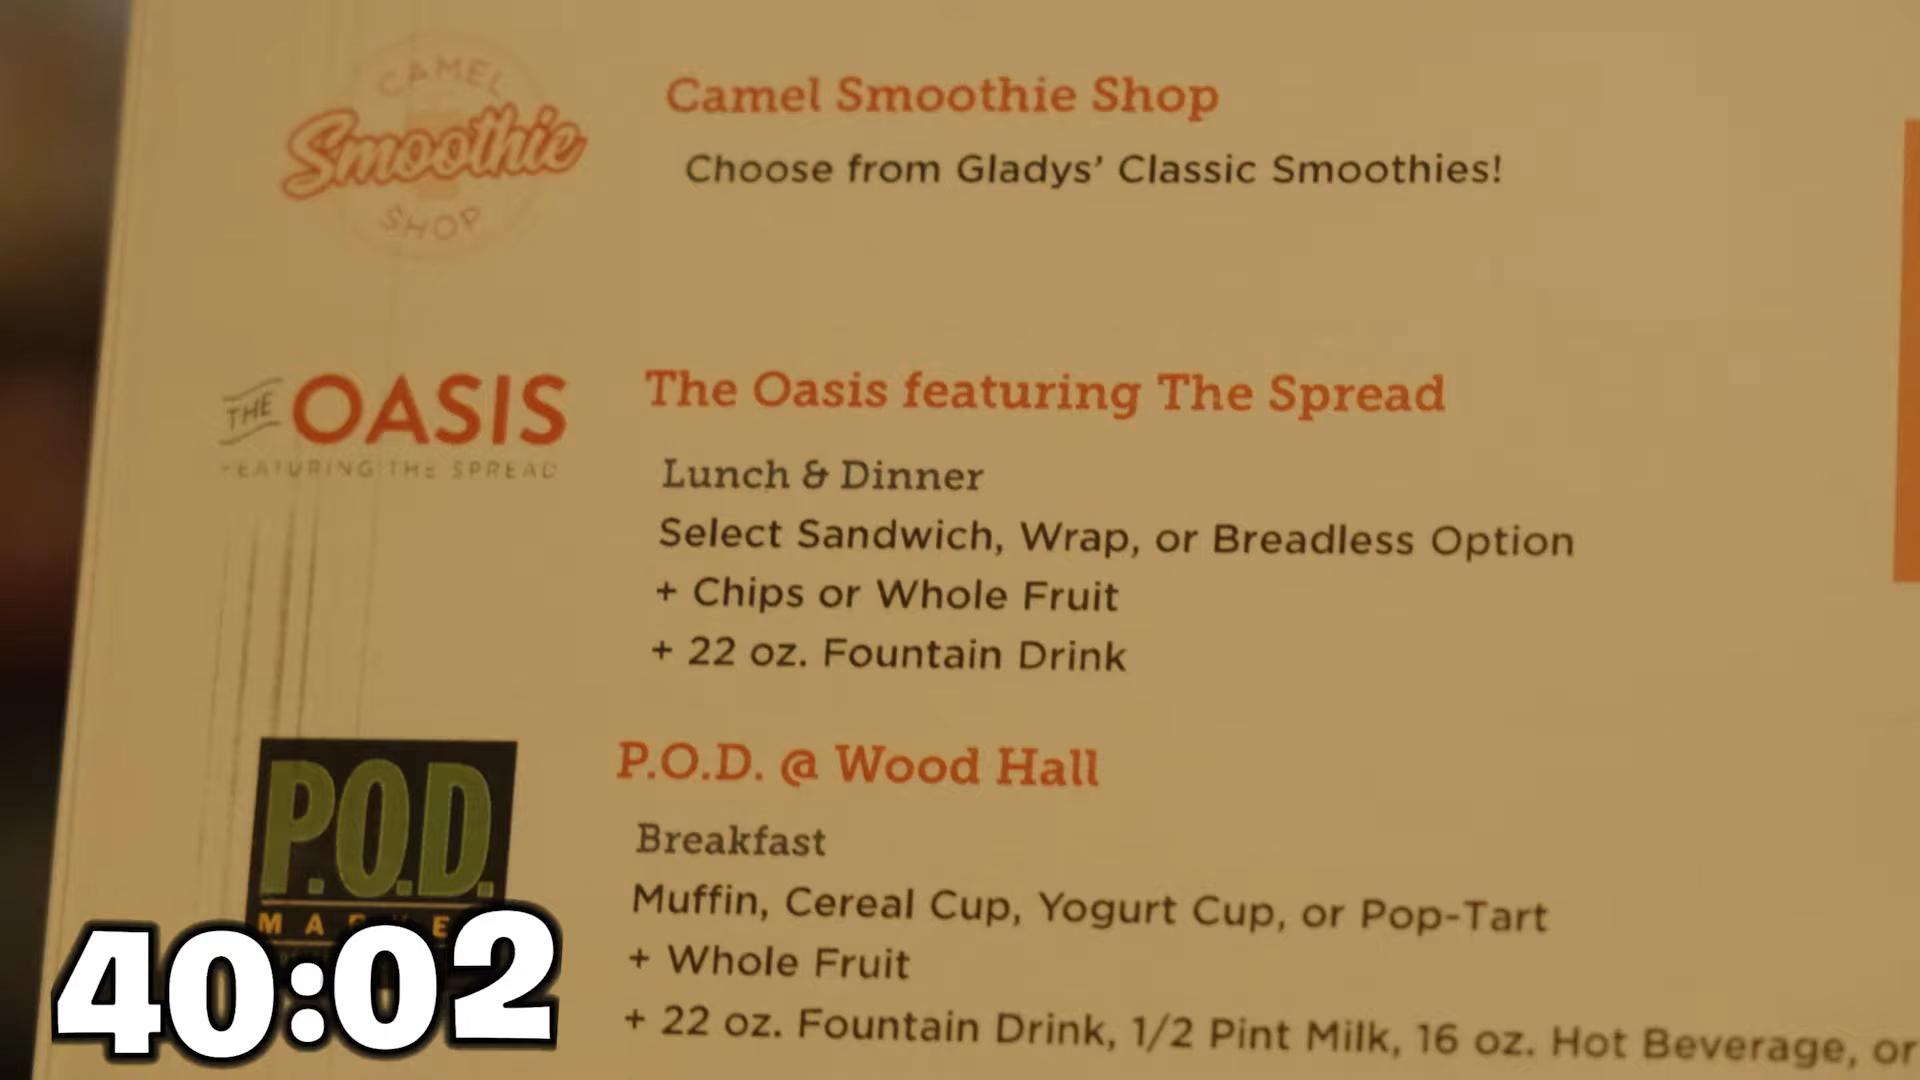 CAMEL
Smoothie
SHOP
Camel Smoothie Shop
Choose from Gladys' Classic Smoothies!
THE OASIS
FEATURING THE SPREAD
The Oasis featuring The Spread
Lunch & Dinner
Select Sandwich, Wrap, or Breadless Option
+ Chips or Whole Fruit
+ 22 oz. Fountain Drink
P.O.D.
P.O.D. @ Wood Hall
Breakfast
Muffin, Cereal Cup, Yogurt Cup, or Pop-Tart
+ Whole Fruit
+ 22 oz. Fountain Drink, 1/2 Pint Milk, 16 oz. Hot Beverage, or
40:02